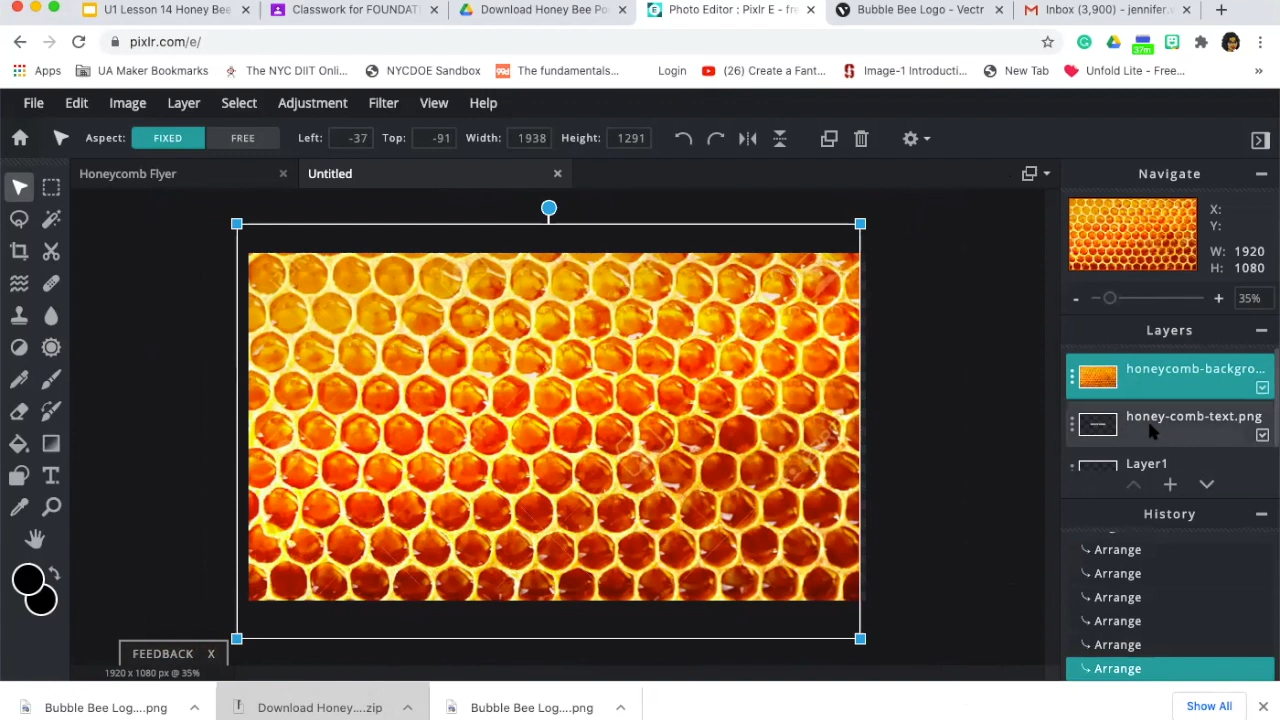 U1 Lesson 14 Honey Bee
Classwork for FOUNDAT
Download Honey Bee Po
Photo Editor : Pixlr E - fre
Bubble Bee Logo - Vectr
Inbox (3,900) - jennifer.
pixlr.com/e/
37m
Apps
UA Maker Bookmarks
The NYC DIIT Onli...
NYCDOE Sandbox
The fundamentals...
Login
(26) Create a Fant...
Image-1 Introducti...
New Tab
Unfold Lite - Free...
File Edit Image Layer Select Adjustment Filter View Help
Aspect: FIXED FREE Left: -37 Top: -91 Width: 1938 Height: 1291
Honeycomb Flyer
Untitled
Navigate
X:
Y:
W: 1920
H: 1080
35%
Layers
honeycomb-backgro...
honey-comb-text.png
Layer1
History
Arrange
Arrange
Arrange
Arrange
Arrange
Arrange
FEEDBACK X
1920 x 1080 px @ 35%
Bubble Bee Log....png
Download Honey....zip
Bubble Bee Log....png
Show All